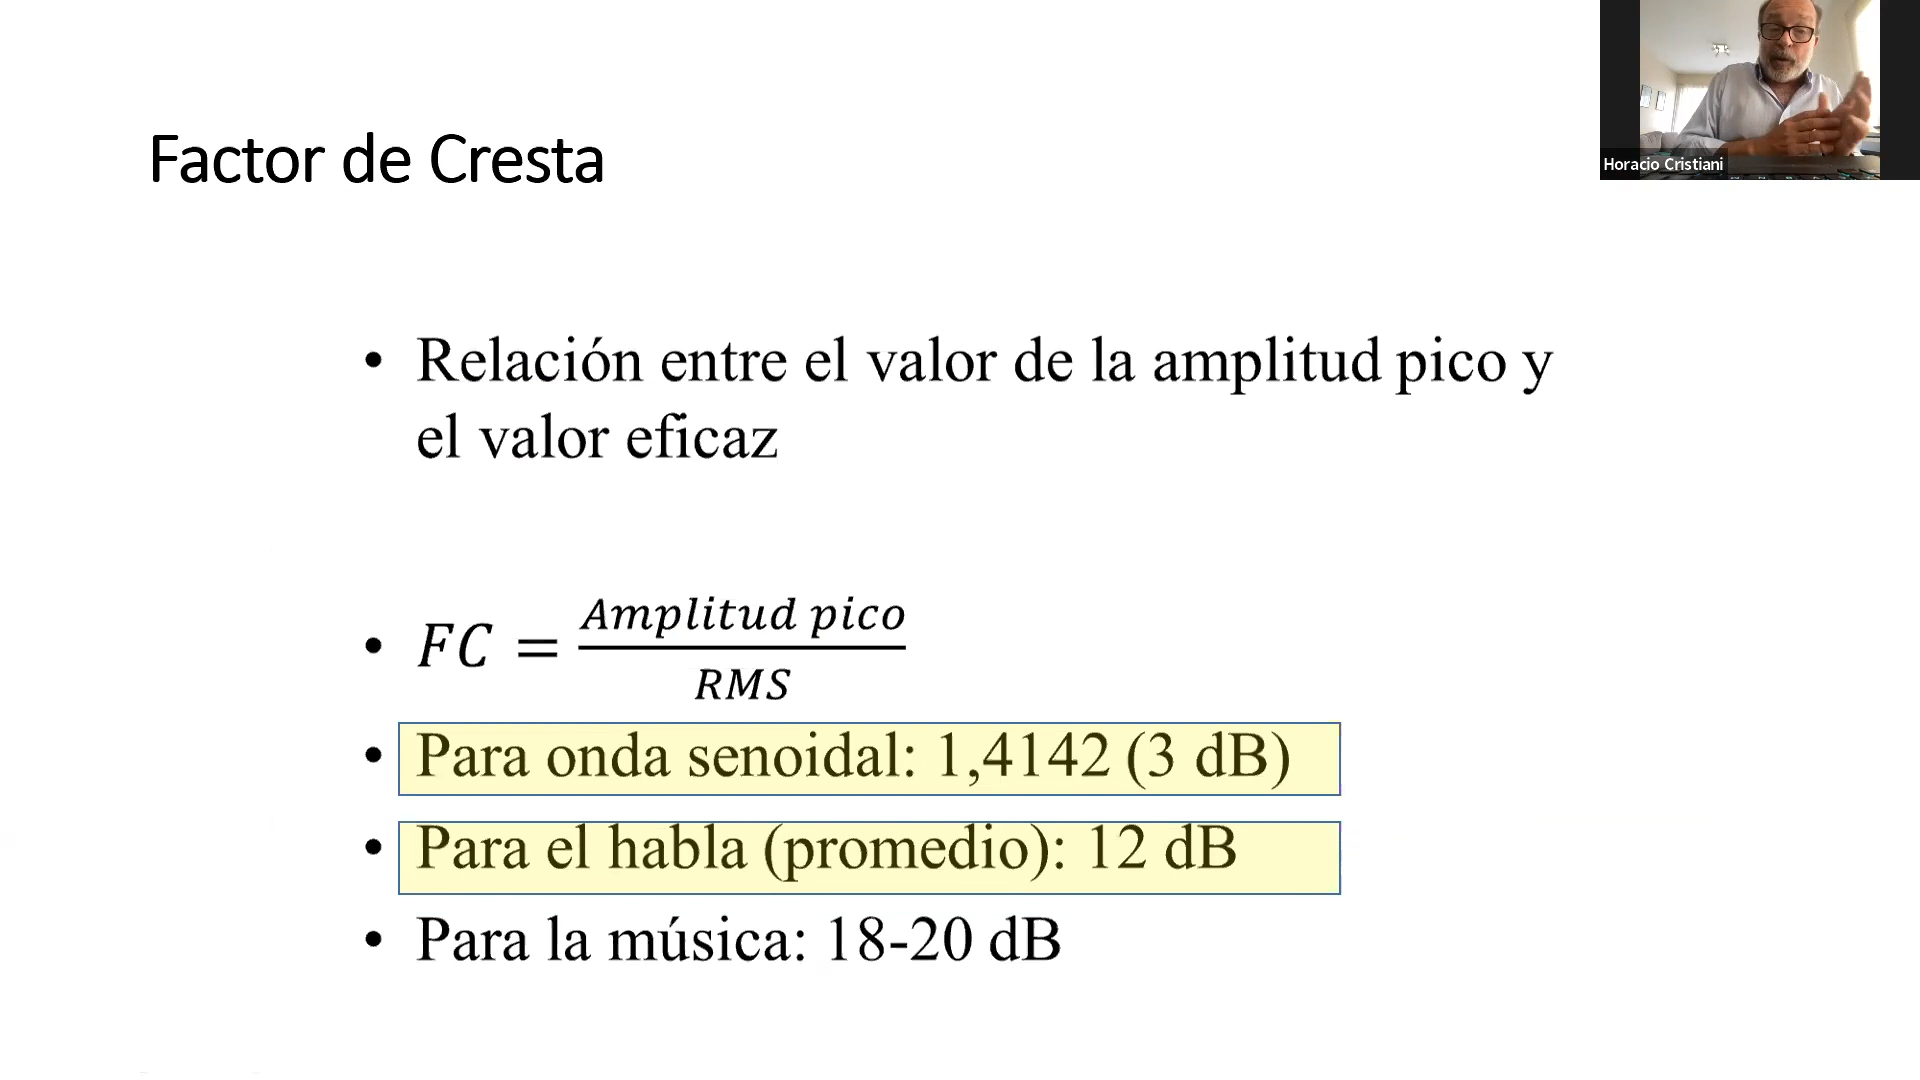 Horacio Cristiani
Factor de Cresta
• Relación entre el valor de la amplitud pico y
el valor eficaz
• FC = Amplitud pico / RMS
• Para onda senoidal: 1,4142 (3 dB)
• Para el habla (promedio): 12 dB
• Para la música: 18-20 dB